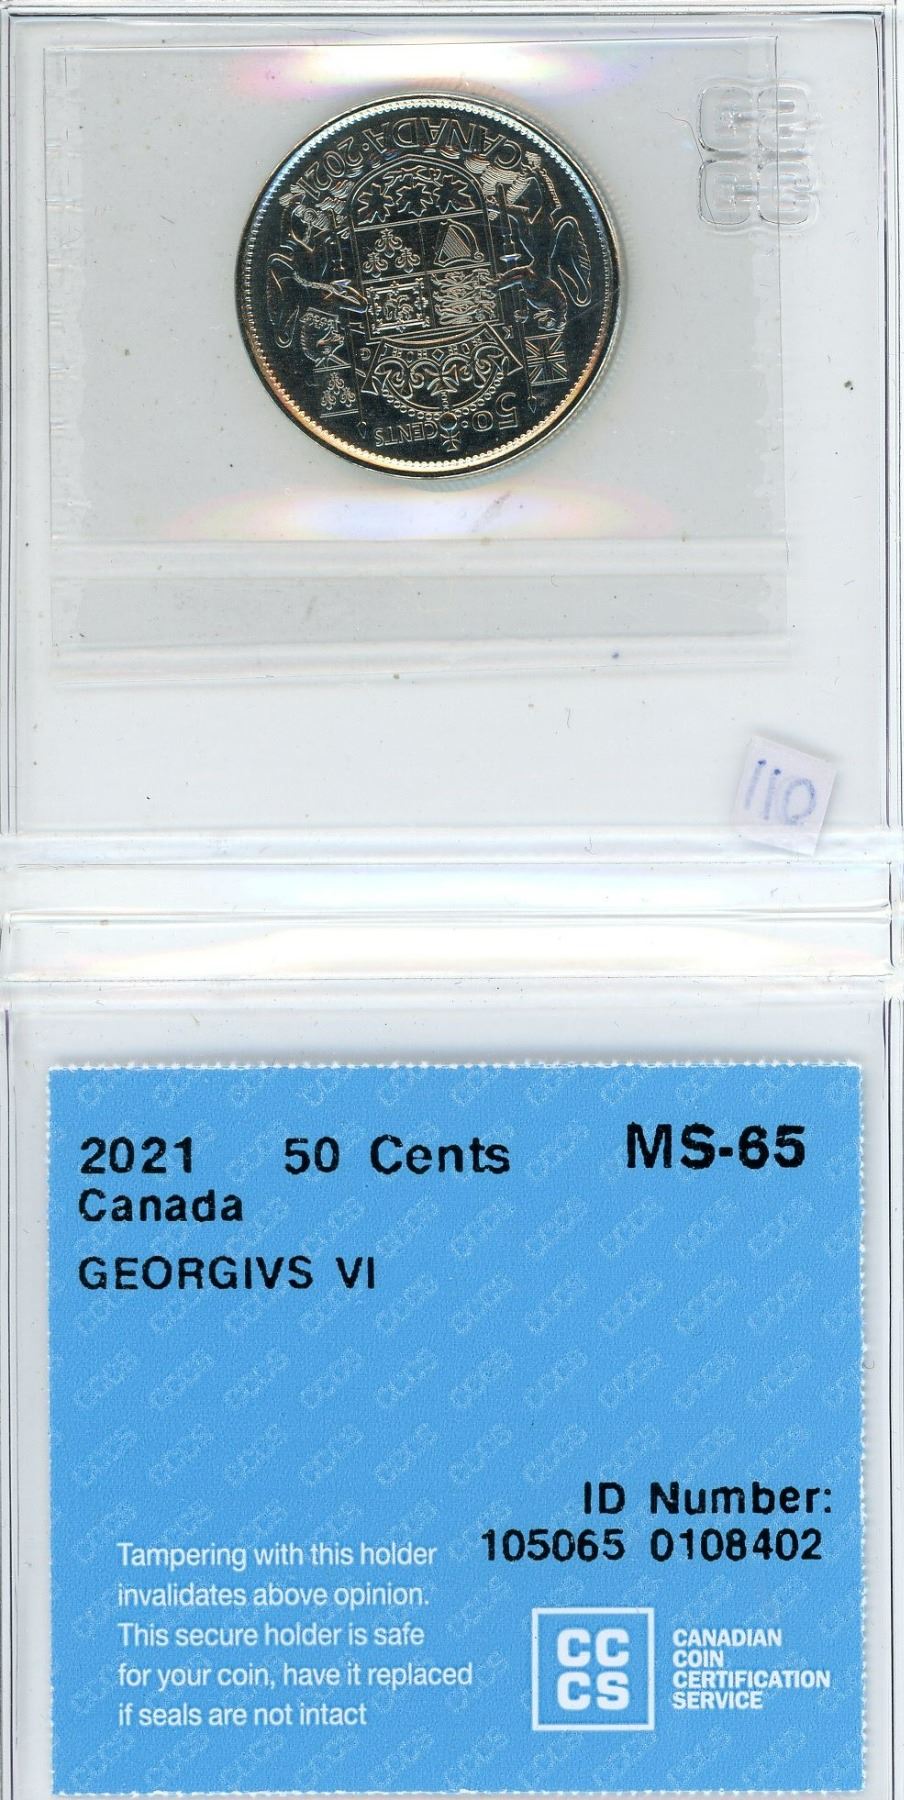 CANADA·2021
50·CENTS
110
2021 50 Cents MS-65
Canada
GEORGIVS VI
ID Number:
105065 0108402
Tampering with this holder
invalidates above opinion.
This secure holder is safe
for your coin, have it replaced
if seals are not intact
CC
CS
CANADIAN
COIN
CERTIFICATION
SERVICE